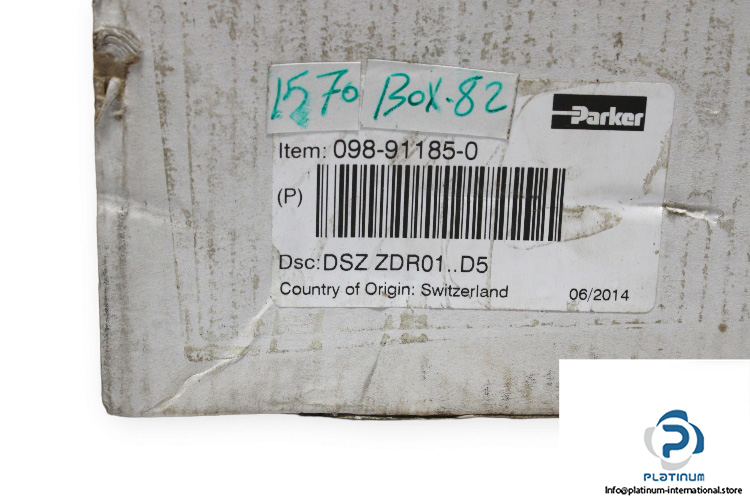 1570 BOX.82
Parker
Item: 098-91185-0
(P)
Dsc: DSZ ZDR01..D5
Country of Origin: Switzerland 06/2014
PLATINUM
Info@platinum-international.store